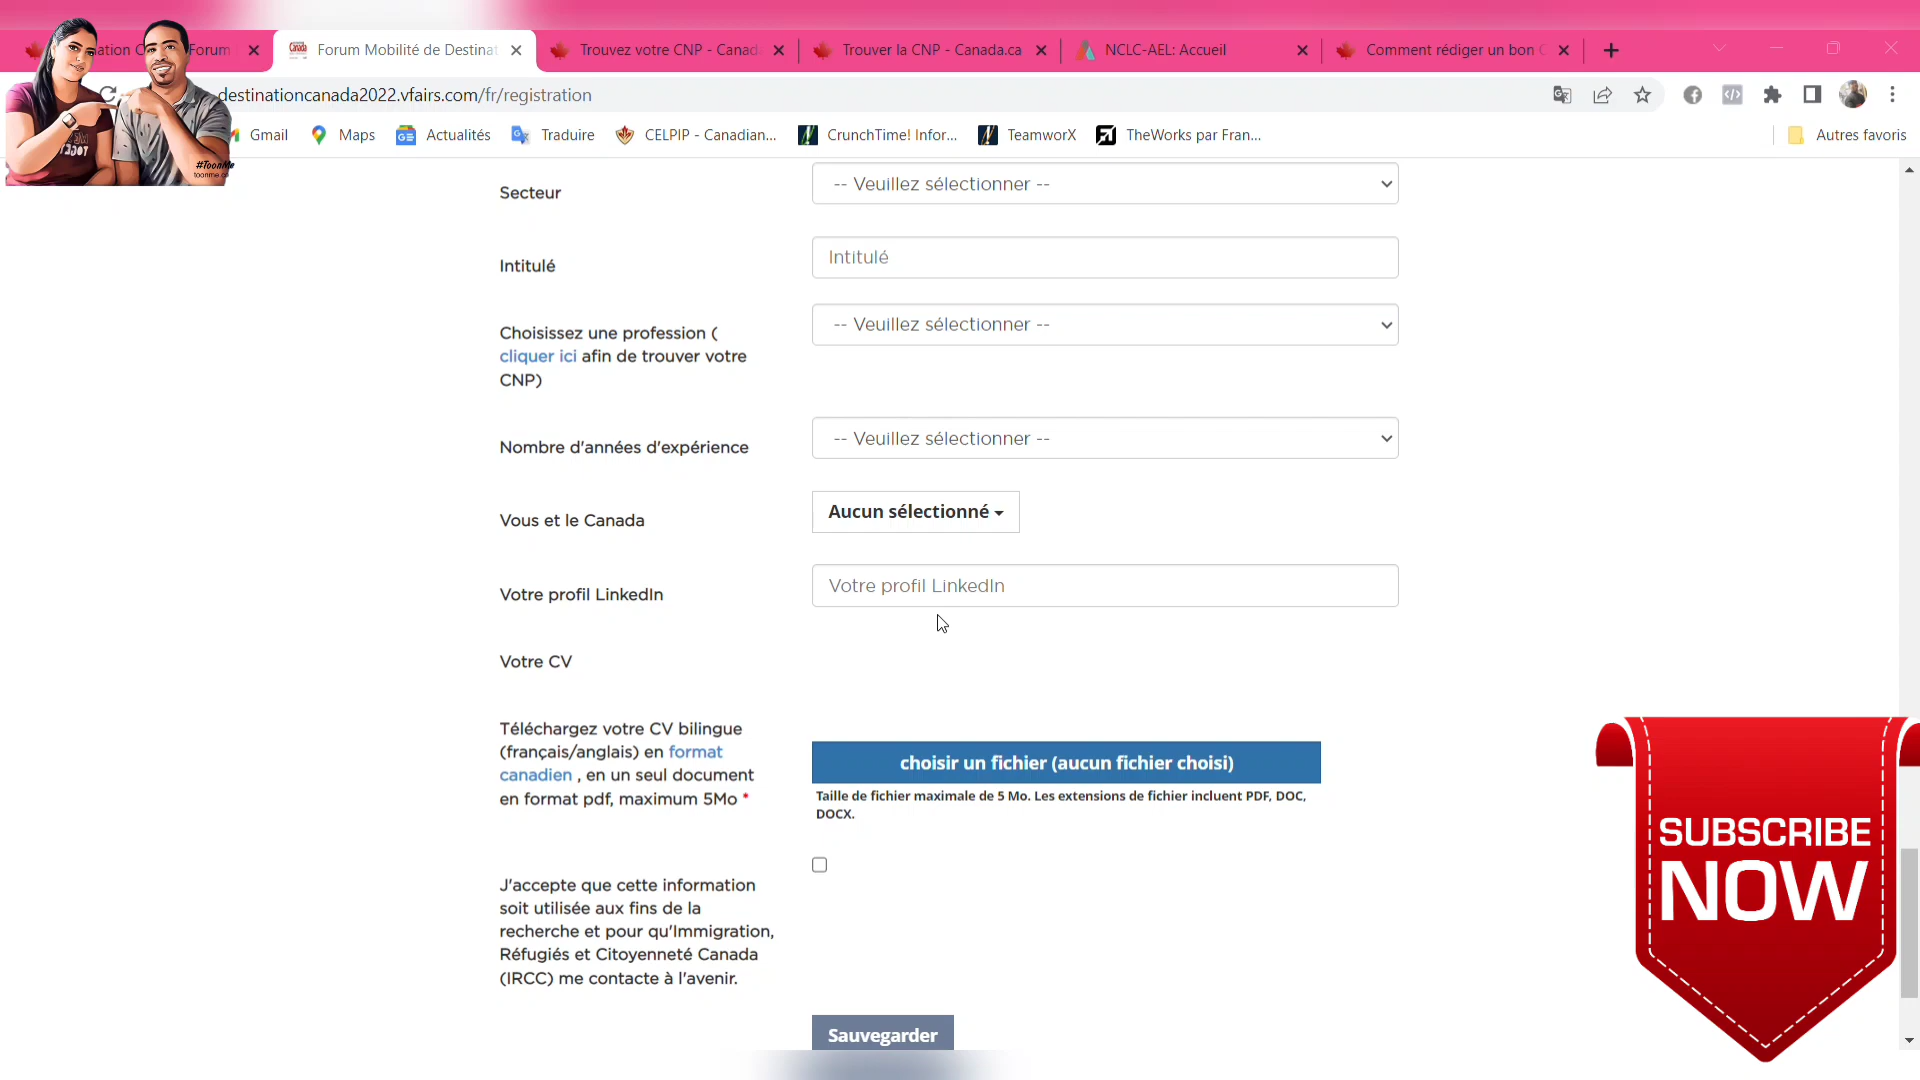 ation C
Forum
Forum Mobilité de Destinat
Trouvez votre CNP - Canad
Trouver la CNP - Canada.ca
NCLC-AEL: Accueil
Comment rédiger un bon C
destinationcanada2022.vfairs.com/fr/registration
Gmail
Maps
Actualités
Traduire
CELPIP - Canadian...
CrunchTime! Infor...
TeamworX
TheWorks par Fran...
Autres favoris
#ToonMe
toonme.co
Secteur
-- Veuillez sélectionner --
Intitulé
Intitulé
Choisissez une profession (
cliquer ici afin de trouver votre
CNP)
-- Veuillez sélectionner --
Nombre d'années d'expérience
-- Veuillez sélectionner --
Vous et le Canada
Aucun sélectionné
Votre profil LinkedIn
Votre profil LinkedIn
Votre CV
Téléchargez votre CV bilingue
(français/anglais) en format
canadien , en un seul document
en format pdf, maximum 5Mo *
choisir un fichier (aucun fichier choisi)
Taille de fichier maximale de 5 Mo. Les extensions de fichier incluent PDF, DOC,
DOCX.
J'accepte que cette information
soit utilisée aux fins de la
recherche et pour qu'Immigration,
Réfugiés et Citoyenneté Canada
(IRCC) me contacte à l'avenir.
Sauvegarder
SUBSCRIBE
NOW